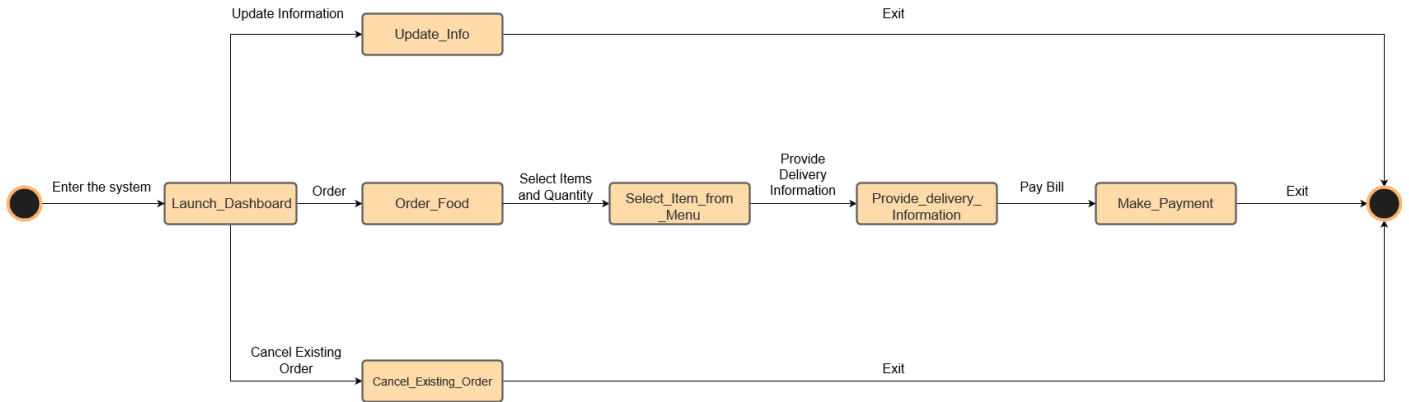 Update Information
Exit
Update_Info
Enter the system
Launch_Dashboard
Order
Order_Food
Select Items
and Quantity
Select_Item_from
_Menu
Provide
Delivery
Information
Provide_delivery_
Information
Pay Bill
Make_Payment
Exit
Cancel Existing
Order
Cancel_Existing_Order
Exit